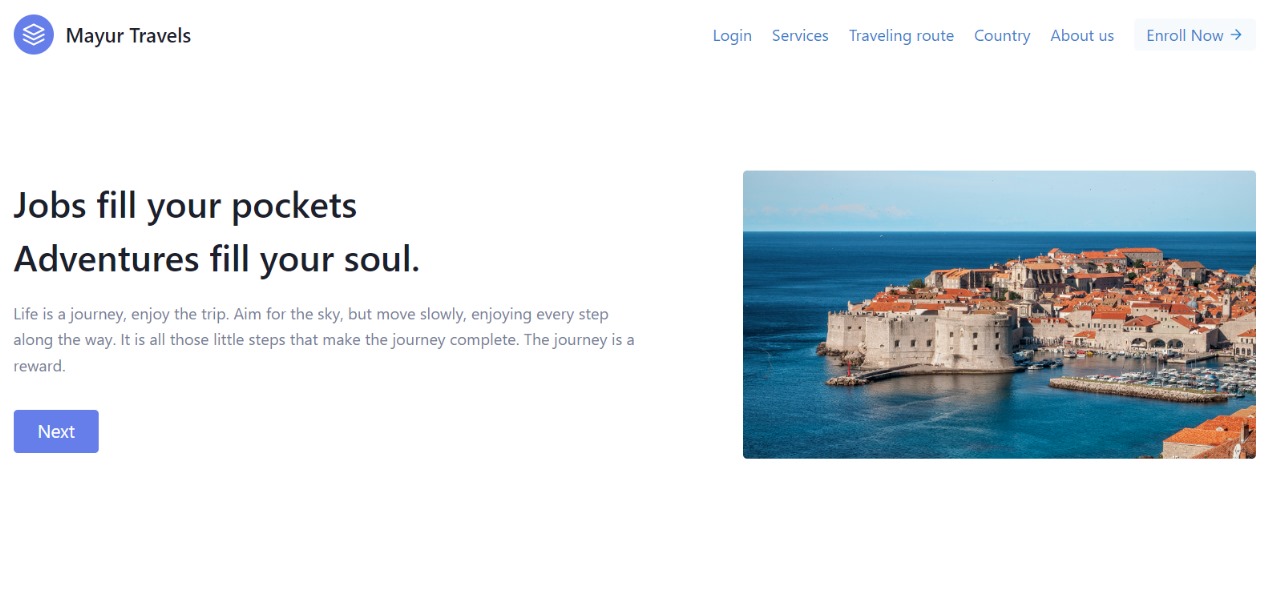 Mayur Travels
Login Services Traveling route Country About us Enroll Now →
Jobs fill your pockets
Adventures fill your soul.
Life is a journey, enjoy the trip. Aim for the sky, but move slowly, enjoying every step
along the way. It is all those little steps that make the journey complete. The journey is a
reward.
Next